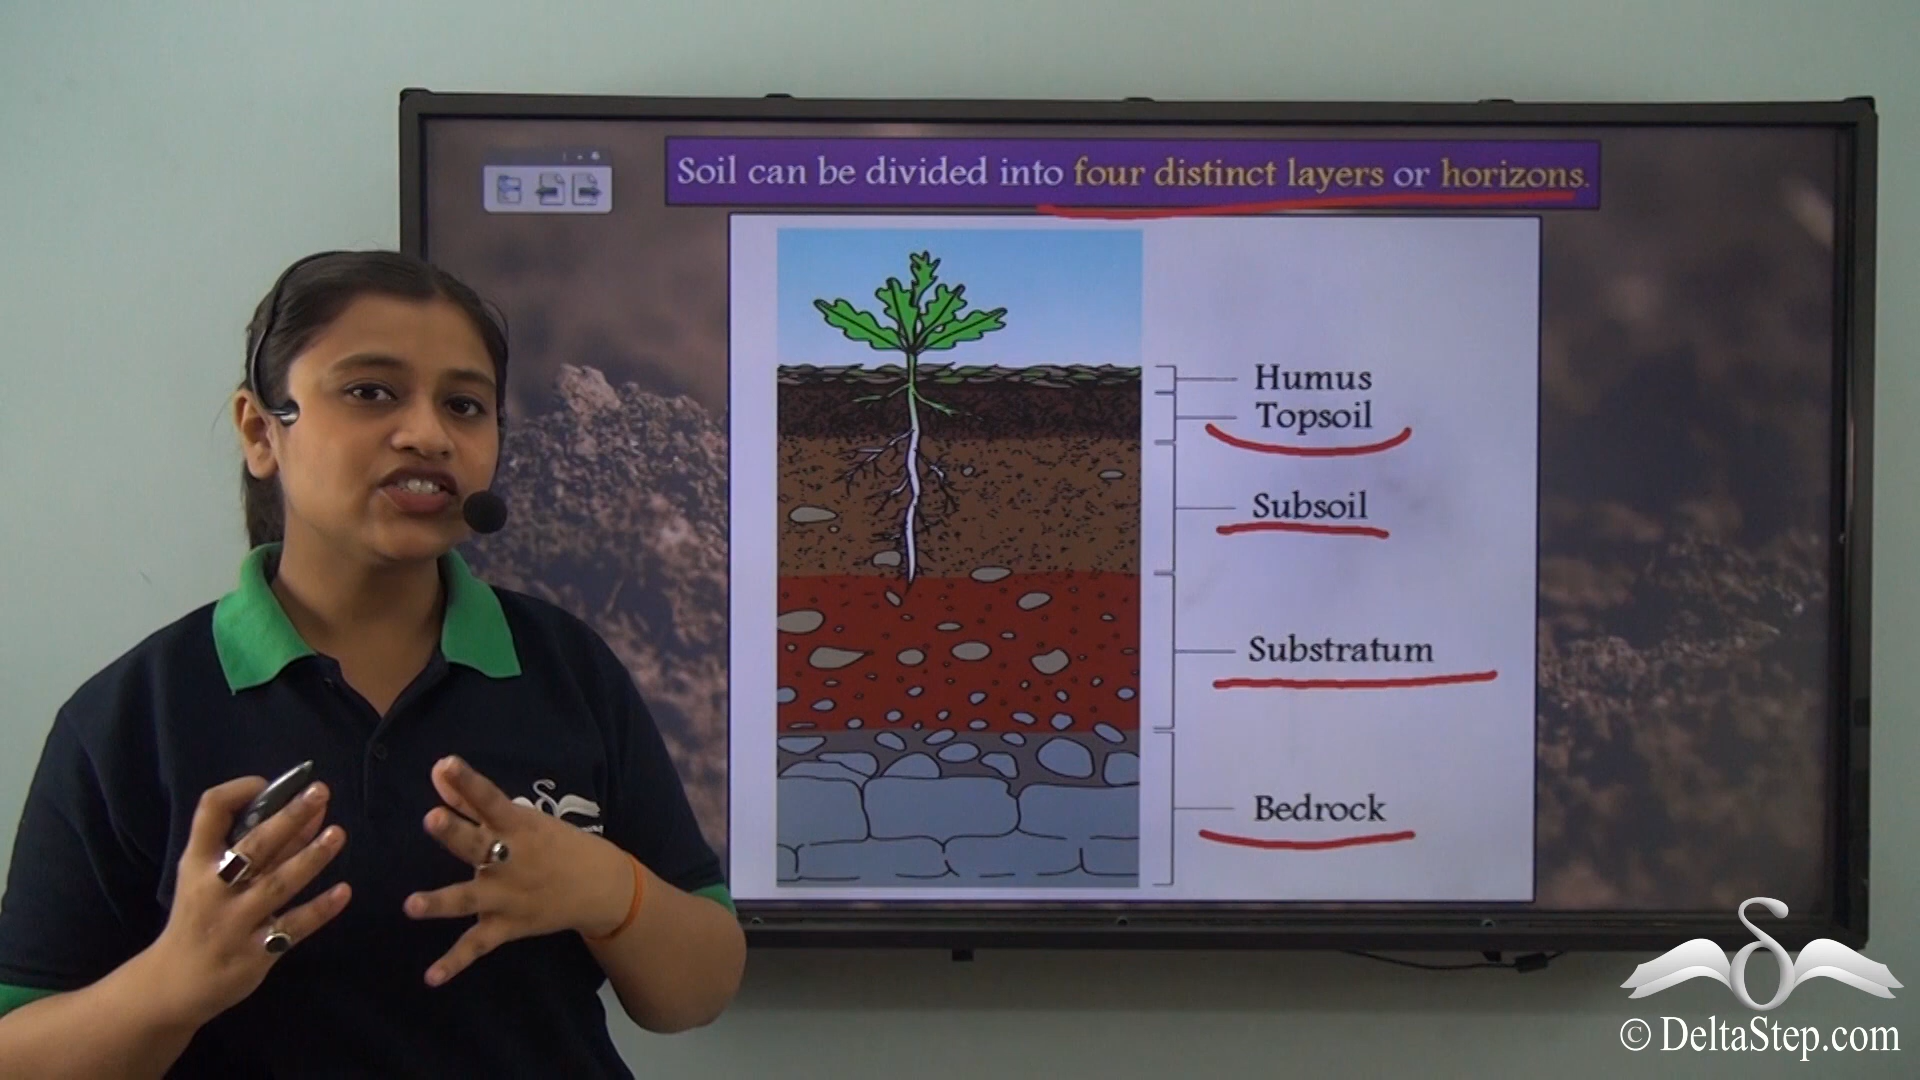 Soil can be divided into four distinct layers or horizons.
Humus
Topsoil
Subsoil
Substratum
Bedrock
© DeltaStep.com